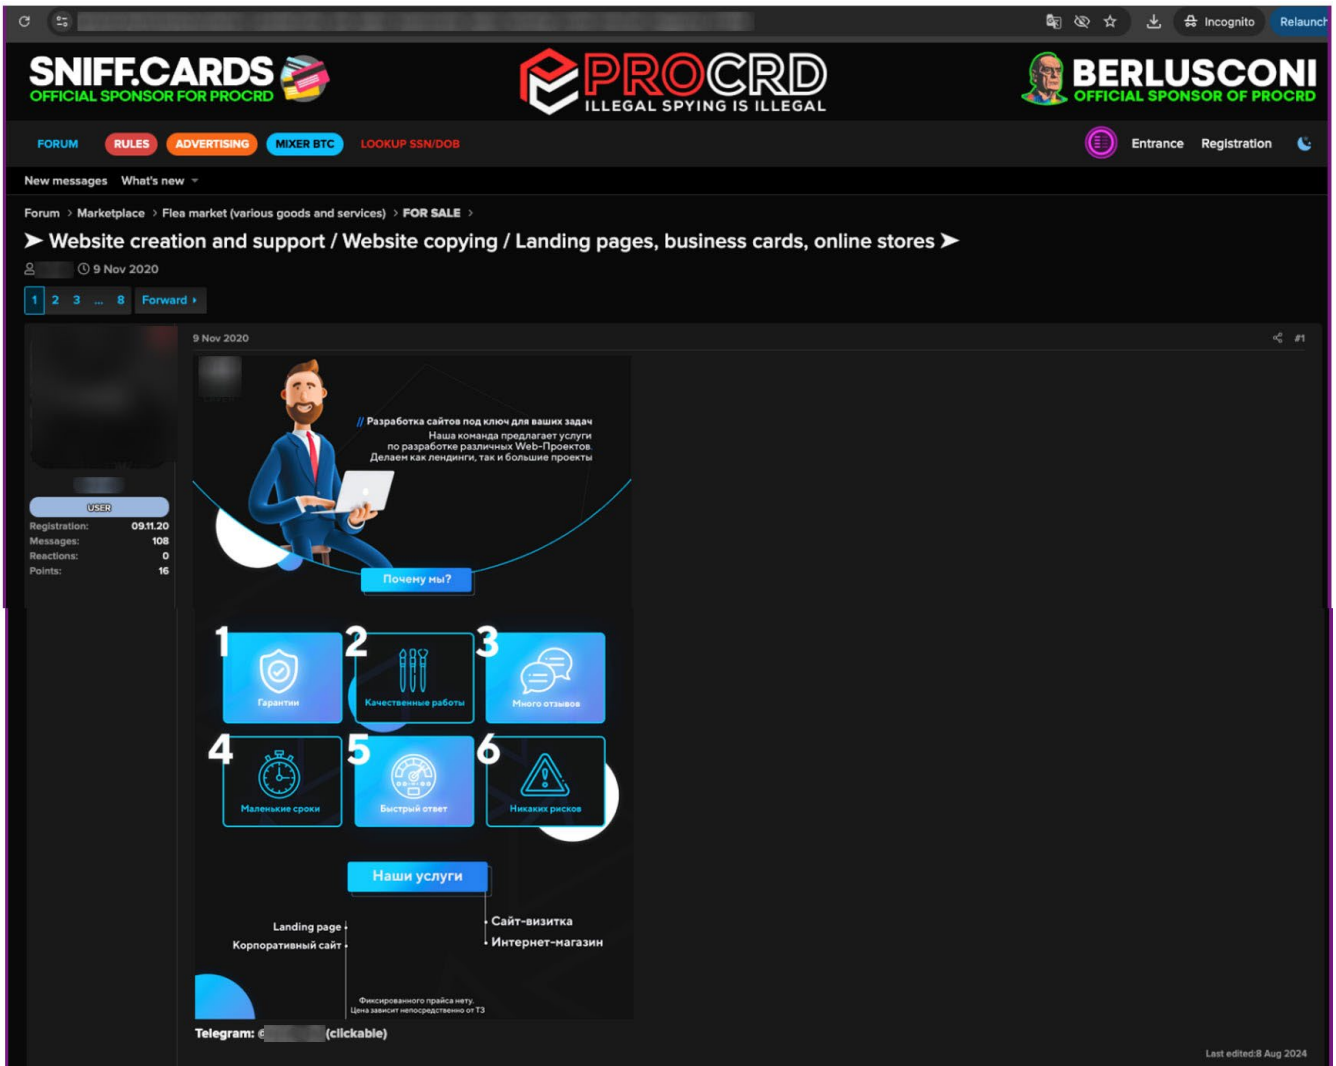 Incognito
Relaunch
SNIFF.CARDS
OFFICIAL SPONSOR FOR PROCRD
PROCRD
ILLEGAL SPYING IS ILLEGAL
BERLUSCONI
OFFICIAL SPONSOR OF PROCRD
FORUM RULES ADVERTISING MIXER BTC LOOKUP SSN/DOB
Entrance Registration
New messages What's new
Forum > Marketplace > Flea market (various goods and services) > FOR SALE >
➤ Website creation and support / Website copying / Landing pages, business cards, online stores ➤
9 Nov 2020
1 2 3 ... 8 Forward
9 Nov 2020
#1
USER
Registration: 09.11.20
Messages: 108
Reactions: 0
Points: 16
// Разработка сайтов под ключ для ваших задач
Наша команда предлагает услуги
по разработке различных Web-Проектов.
Делаем как лендинги, так и большие проекты
Почему мы?
1
Гарантии
2
Качественные работы
3
Много отзывов
4
Маленькие сроки
5
Быстрый ответ
6
Никаких рисков
Наши услуги
Landing page
Корпоративный сайт
Сайт-визитка
Интернет-магазин
Фиксированного прайса нету.
Цена зависит непосредственно от ТЗ
Telegram: @ (clickable)
Last edited:8 Aug 2024